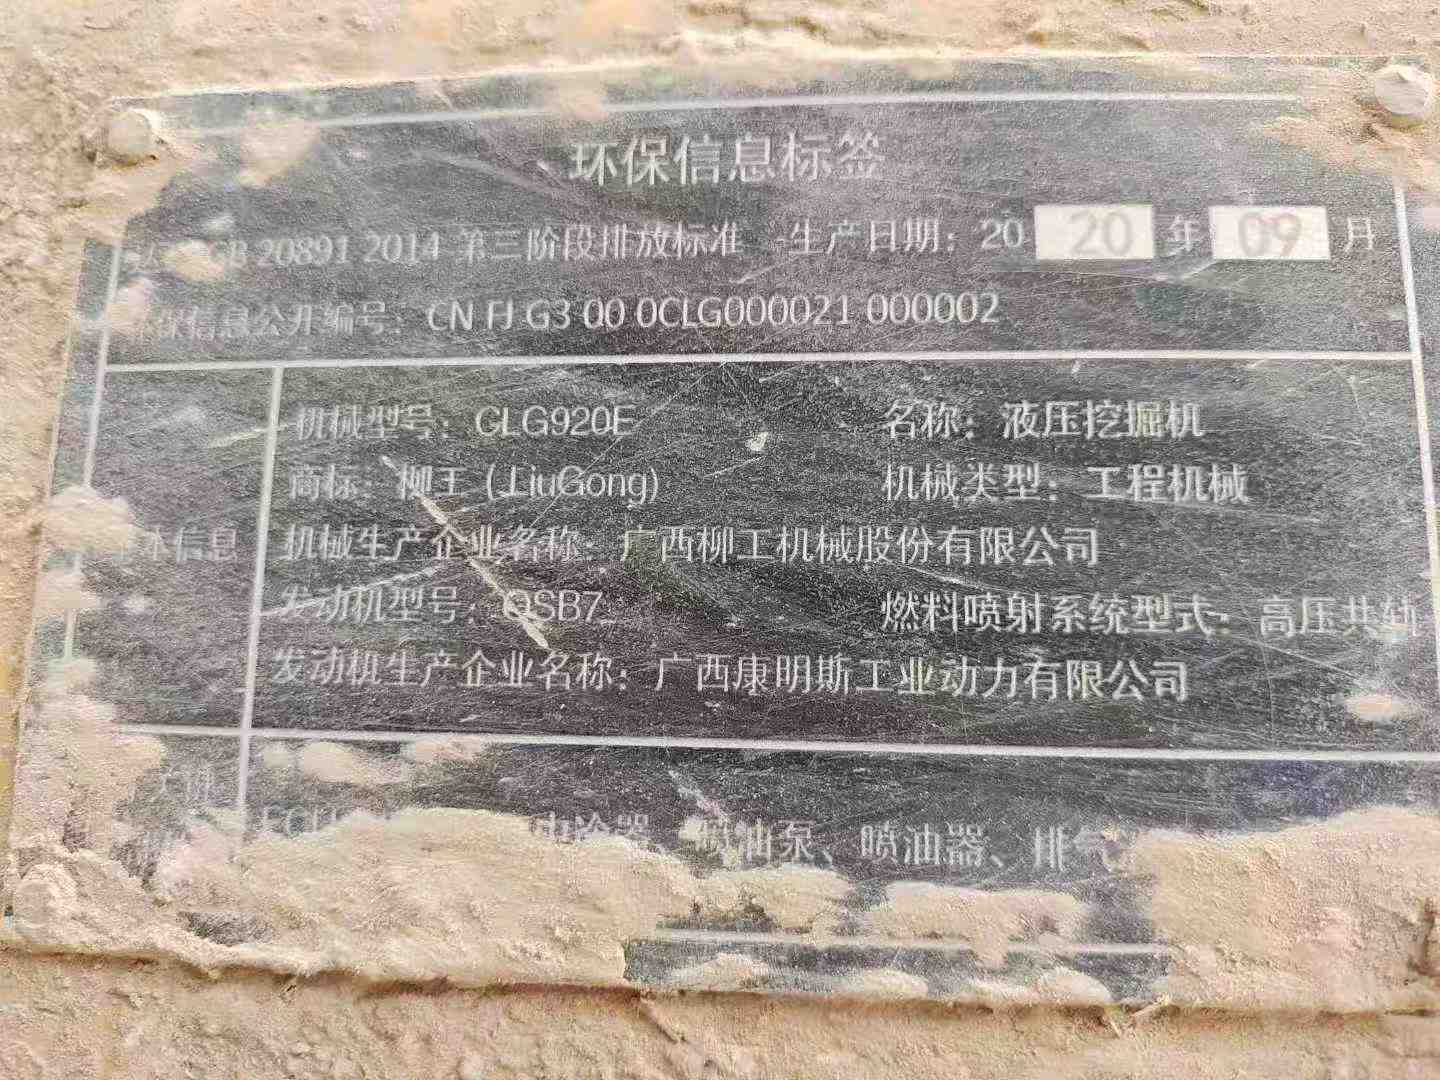 环保信息标签
GB 20891 2014 第三阶段排放标准 生产日期：20 20 年 09 月
信息公开编号：CN FJ G3 00 0CLG000021 000002
机械型号：CLG920E 名称：液压挖掘机
商标：柳工 (LiuGong) 机械类型：工程机械
信息 机械生产企业名称：广西柳工机械股份有限公司
发动机型号：QSB7 燃料喷射系统型式：高压共轨
发动机生产企业名称：广西康明斯工业动力有限公司
中冷器、喷油泵、喷油器、排气